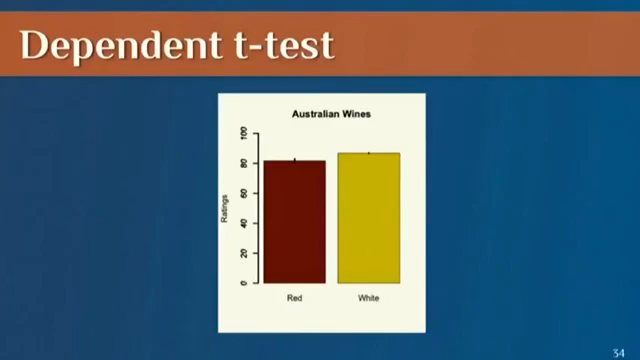 Dependent t-test
Australian Wines
100
80
60
40
20
0
Ratings
Red
White
34